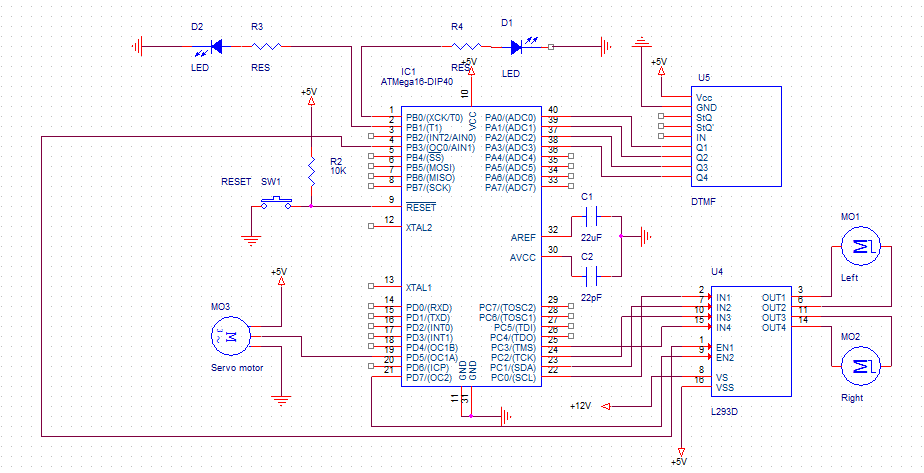 D2 R3 R4 D1
LED RES RES +5V LED
IC1
ATMega16-DIP40
+5V
U5
+5V
R2
10K
RESET SW1
1 PB0/(XCK/T0)
2 PB1/(T1)
3 PB2/(INT2/AIN0)
4 PB3/(OC0/AIN1)
5 PB4/(SS)
6 PB5/(MOSI)
7 PB6/(MISO)
8 PB7/(SCK)
9 RESET
12 XTAL2
13 XTAL1
14 PD0/(RXD)
15 PD1/(TXD)
16 PD2/(INT0)
17 PD3/(INT1)
18 PD4/(OC1B)
19 PD5/(OC1A)
20 PD6/(ICP)
21 PD7/(OC2)
10 VCC
11 GND
31 GND
PA0/(ADC0) 40
PA1/(ADC1) 39
PA2/(ADC2) 37
PA3/(ADC3) 38
PA4/(ADC4) 36
PA5/(ADC5) 35
PA6/(ADC6) 34
PA7/(ADC7) 33
AREF 32
AVCC 30
PC7/(TOSC2) 29
PC6/(TOSC1) 28
PC5/(TDI) 27
PC4/(TDO) 26
PC3/(TMS) 25
PC2/(TCK) 24
PC1/(SDA) 23
PC0/(SCL) 22
Vcc
GND
StQ
StQ'
IN
Q1
Q2
Q3
Q4
DTMF
C1
22uF
C2
22pF
MO3
M
~
Servo motor
+5V
U4
2 IN1 OUT1 3
7 IN2 OUT2 6
10 IN3 OUT3 11
15 IN4 OUT4 14
1 EN1
9 EN2
8 VS
16 VSS
L293D
+12V
+5V
MO1
M
Left
MO2
M
Right